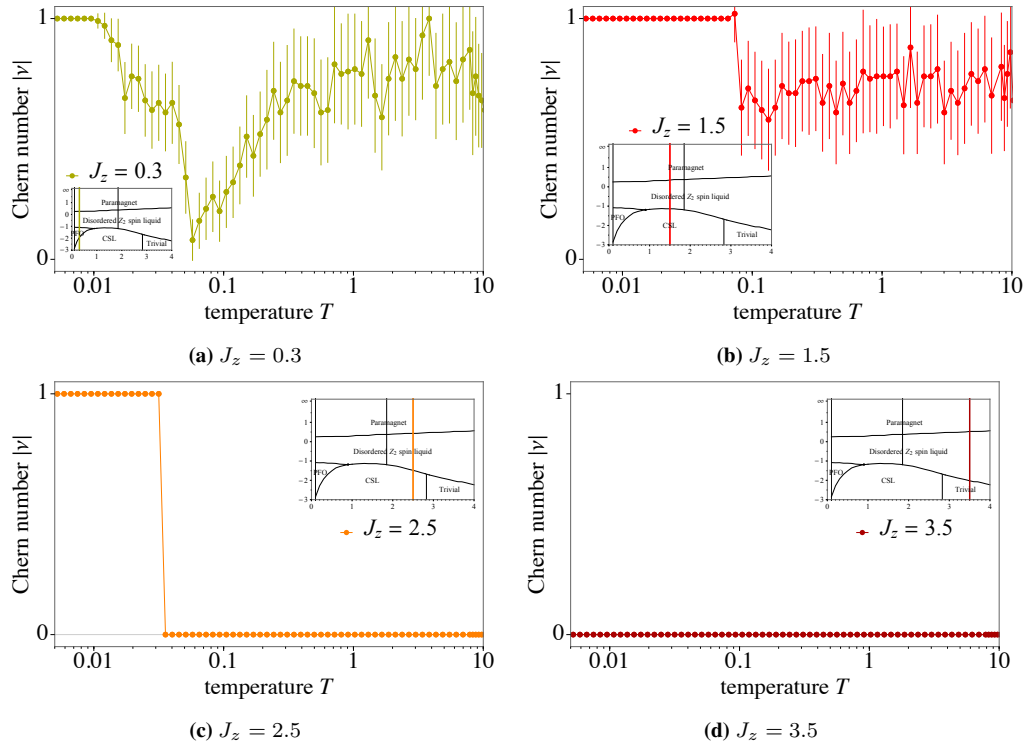 Chern number |ν|
1
0
J_z = 0.3
∞
1
0
−1
−2
−3
Paramagnet
Disordered Z₂ spin liquid
PFO
CSL
Trivial
0 1 2 3 4
0.01 0.1 1 10
temperature T
(a) J_z = 0.3
Chern number |ν|
1
0
J_z = 1.5
∞
1
0
−1
−2
−3
Paramagnet
Disordered Z₂ spin liquid
PFO
CSL
Trivial
0 1 2 3 4
0.01 0.1 1 10
temperature T
(b) J_z = 1.5
Chern number |ν|
1
0
∞
1
0
−1
−2
−3
Paramagnet
Disordered Z₂ spin liquid
PFO
CSL
Trivial
0 1 2 3 4
J_z = 2.5
0.01 0.1 1 10
temperature T
(c) J_z = 2.5
Chern number |ν|
1
0
∞
1
0
−1
−2
−3
Paramagnet
Disordered Z₂ spin liquid
PFO
CSL
Trivial
0 1 2 3 4
J_z = 3.5
0.01 0.1 1 10
temperature T
(d) J_z = 3.5